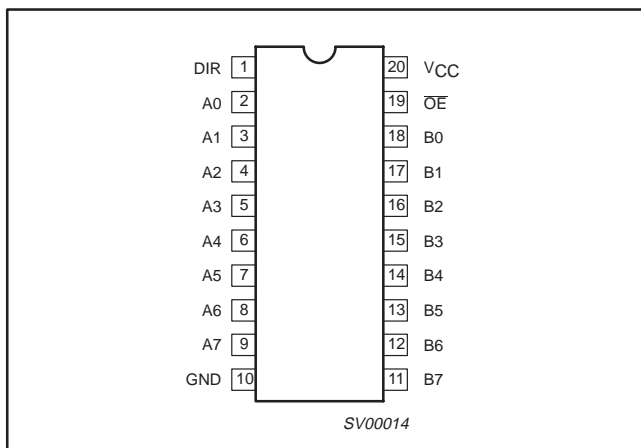 DIR 1 20 VCC
A0 2 19 O̅E̅
A1 3 18 B0
A2 4 17 B1
A3 5 16 B2
A4 6 15 B3
A5 7 14 B4
A6 8 13 B5
A7 9 12 B6
GND 10 11 B7
SV00014